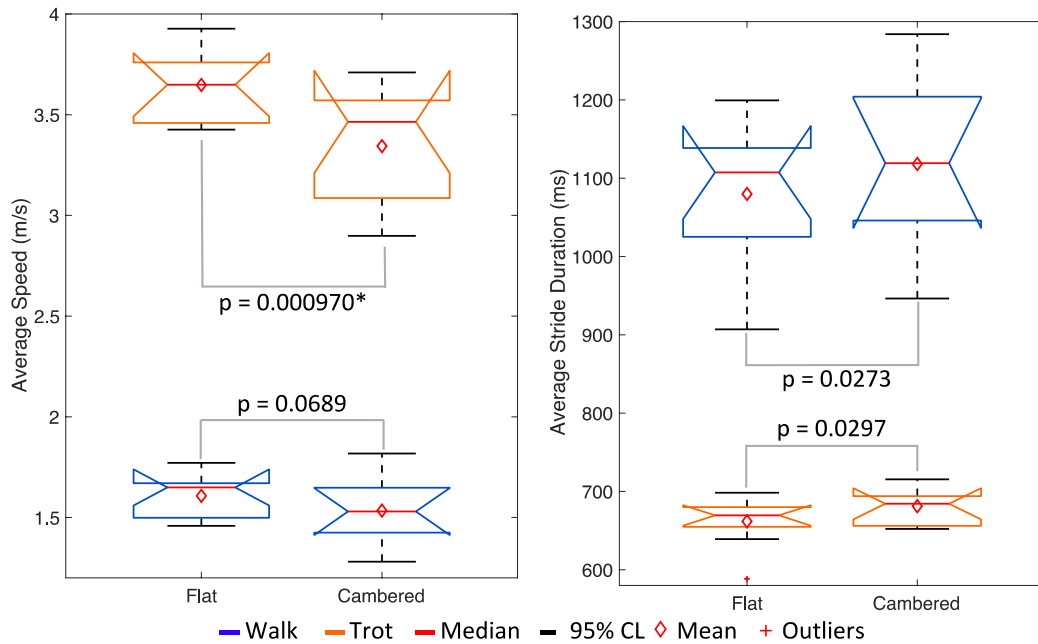 Average Speed (m/s)
4
3.5
3
2.5
2
1.5
p = 0.000970*
p = 0.0689
Flat
Cambered
Average Stride Duration (ms)
1300
1200
1100
1000
900
800
700
600
p = 0.0273
p = 0.0297
Flat
Cambered
Walk Trot Median 95% CL Mean Outliers